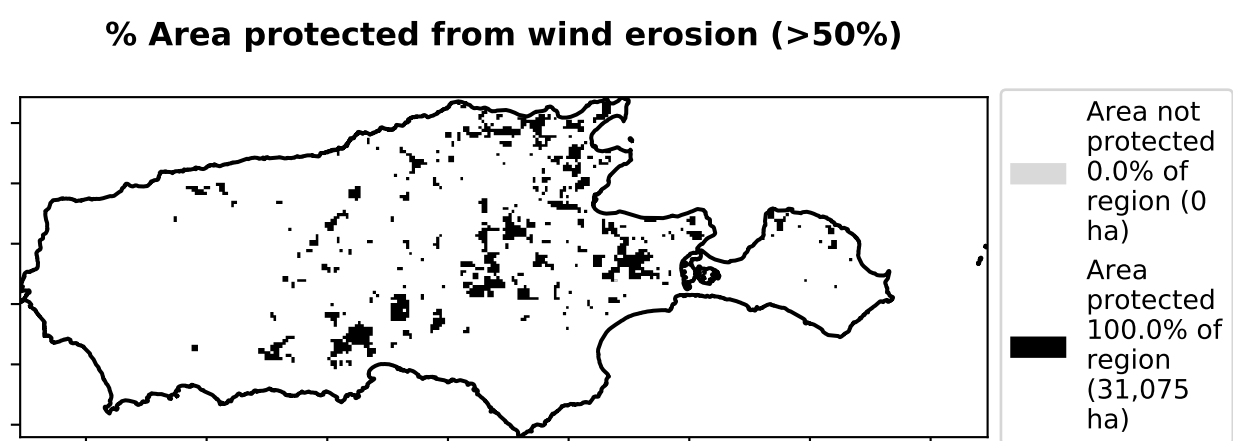 % Area protected from wind erosion (>50%)
Area not
protected
0.0% of
region (0
ha)
Area
protected
100.0% of
region
(31,075
ha)